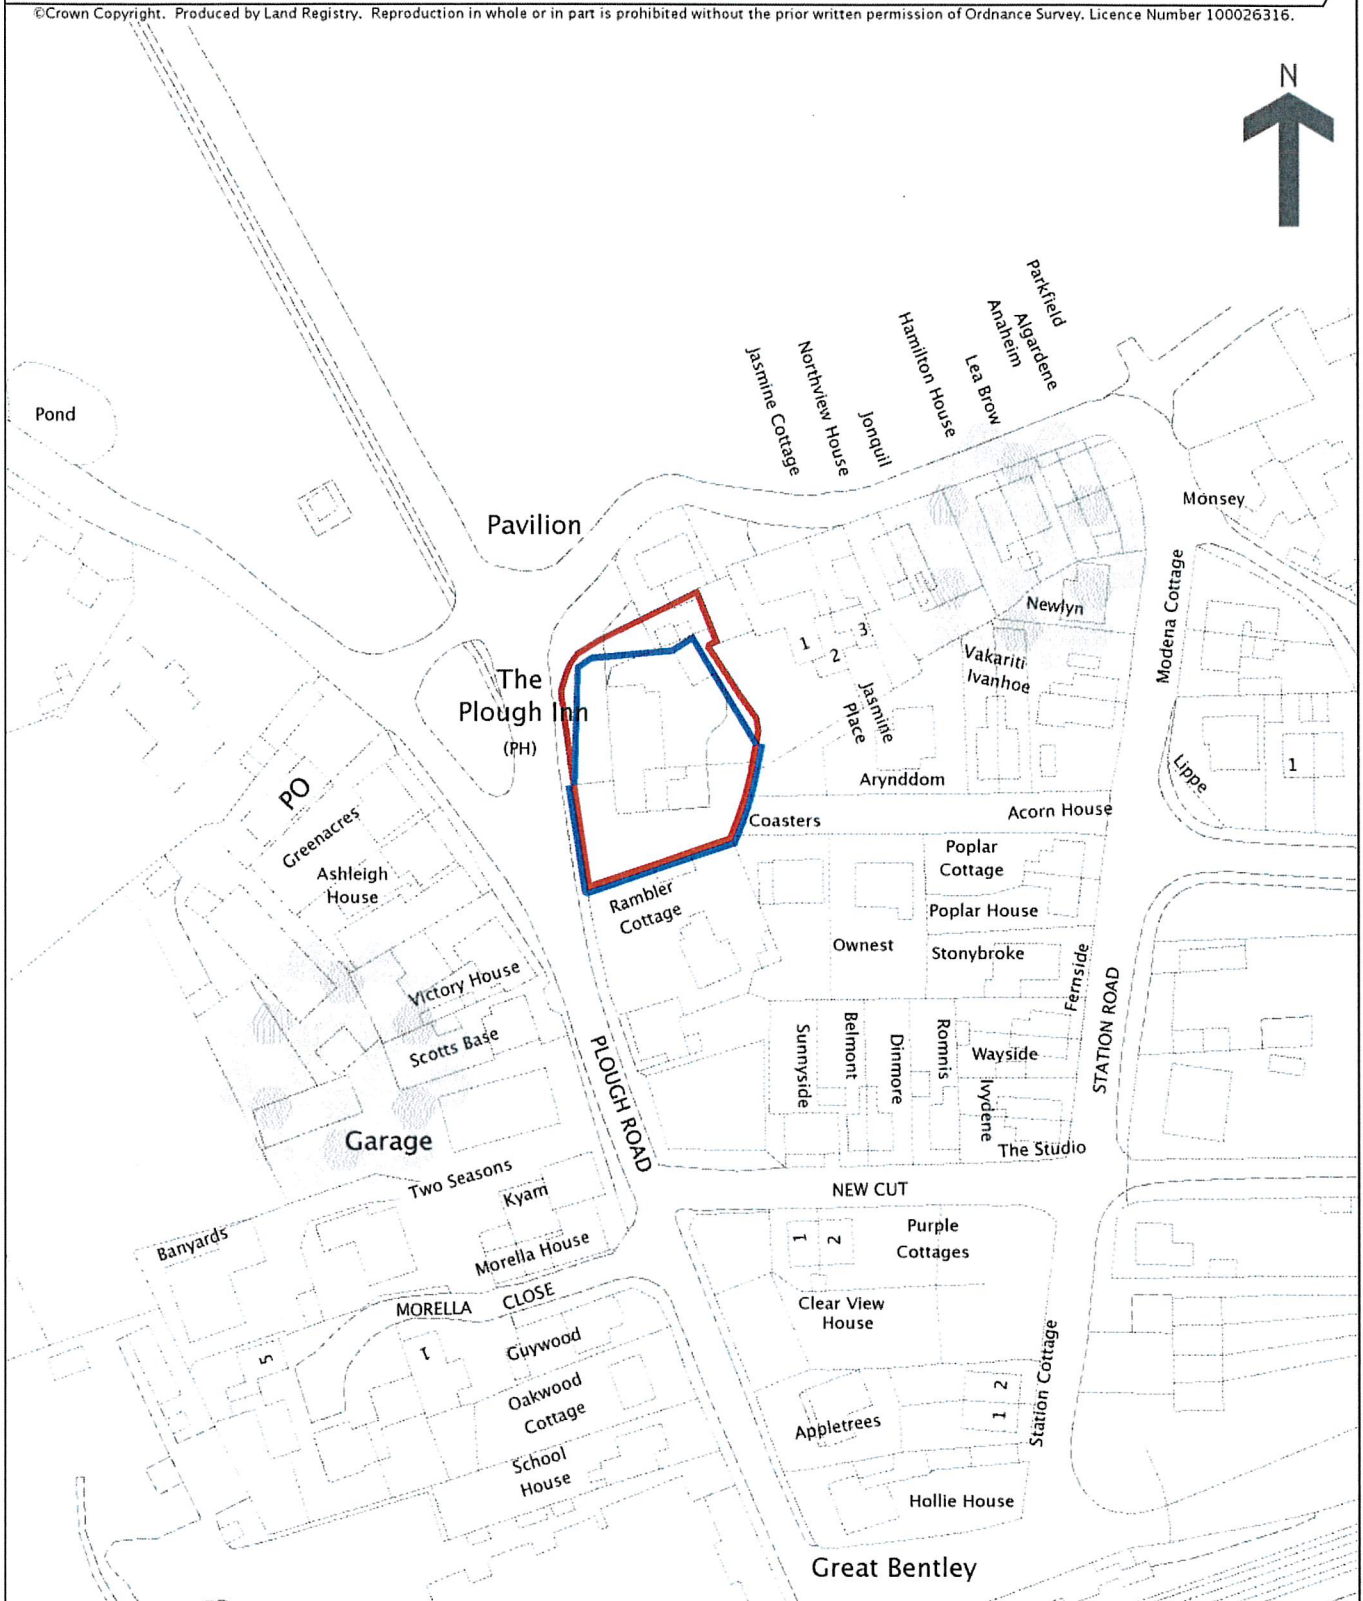 ©Crown Copyright. Produced by Land Registry. Reproduction in whole or in part is prohibited without the prior written permission of Ordnance Survey. Licence Number 100026316.
N
Parkfield
Algardene
Anaheim
Hamilton House
Lea Brow
Northview House
Jasmine Cottage
Jonquil
Pond
Monsey
Pavilion
Modena Cottage
Newlyn
1
2
3
Vakariti
Ivanhoe
The
Plough Inn
(PH)
Jasmine
Place
Lippe
1
PO
Arynddom
Greenacres
Coasters
Acorn House
Ashleigh
House
Poplar
Cottage
Rambler
Cottage
Poplar House
Ownest
Stonybroke
Victory House
Fernside
STATION ROAD
Scotts Base
Sunnyside
Belmont
Dinmore
Romnis
Wayside
PLOUGH ROAD
Ivydene
Garage
The Studio
Two Seasons
Kyam
NEW CUT
Banyards
Morella House
1
2
Purple
Cottages
MORELLA CLOSE
Clear View
House
5
1
Guywood
Oakwood
Cottage
Station Cottage
2
1
Appletrees
School
House
Hollie House
Great Bentley